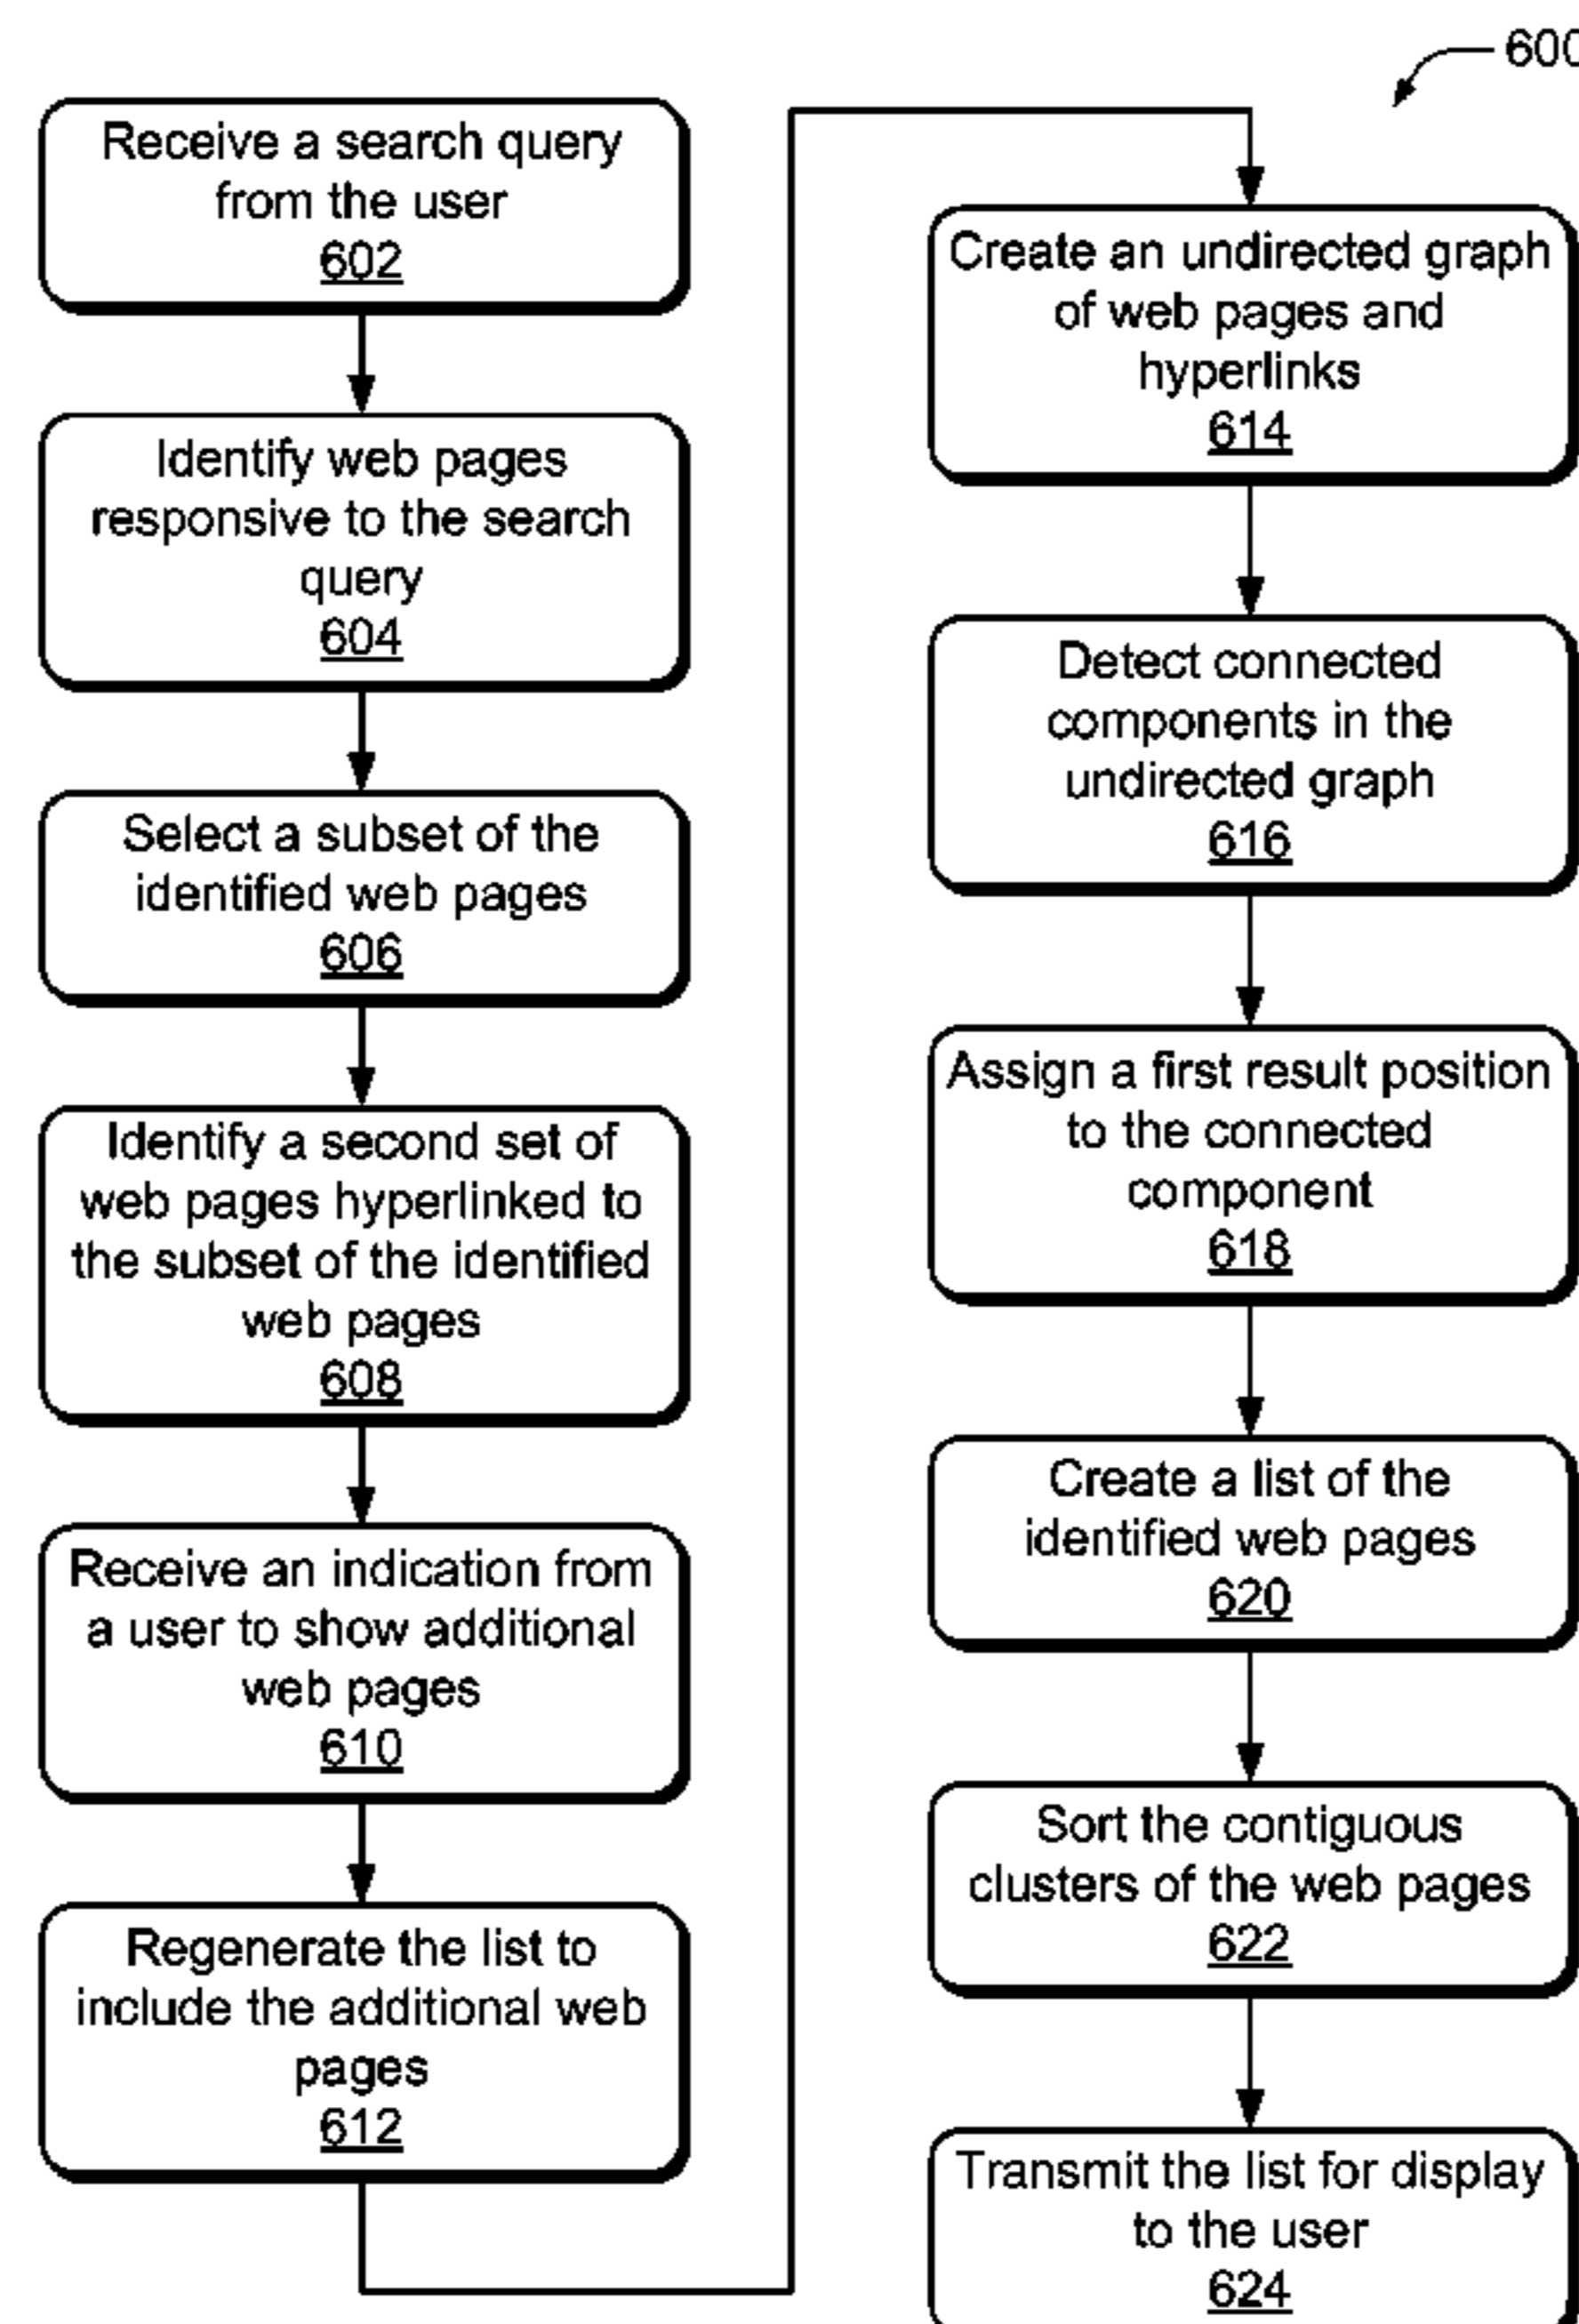 600
Receive a search query
from the user
602
Identify web pages
responsive to the search
query
604
Select a subset of the
identified web pages
606
Identify a second set of
web pages hyperlinked to
the subset of the identified
web pages
608
Receive an indication from
a user to show additional
web pages
610
Regenerate the list to
include the additional web
pages
612
Create an undirected graph
of web pages and
hyperlinks
614
Detect connected
components in the
undirected graph
616
Assign a first result position
to the connected
component
618
Create a list of the
identified web pages
620
Sort the contiguous
clusters of the web pages
622
Transmit the list for display
to the user
624